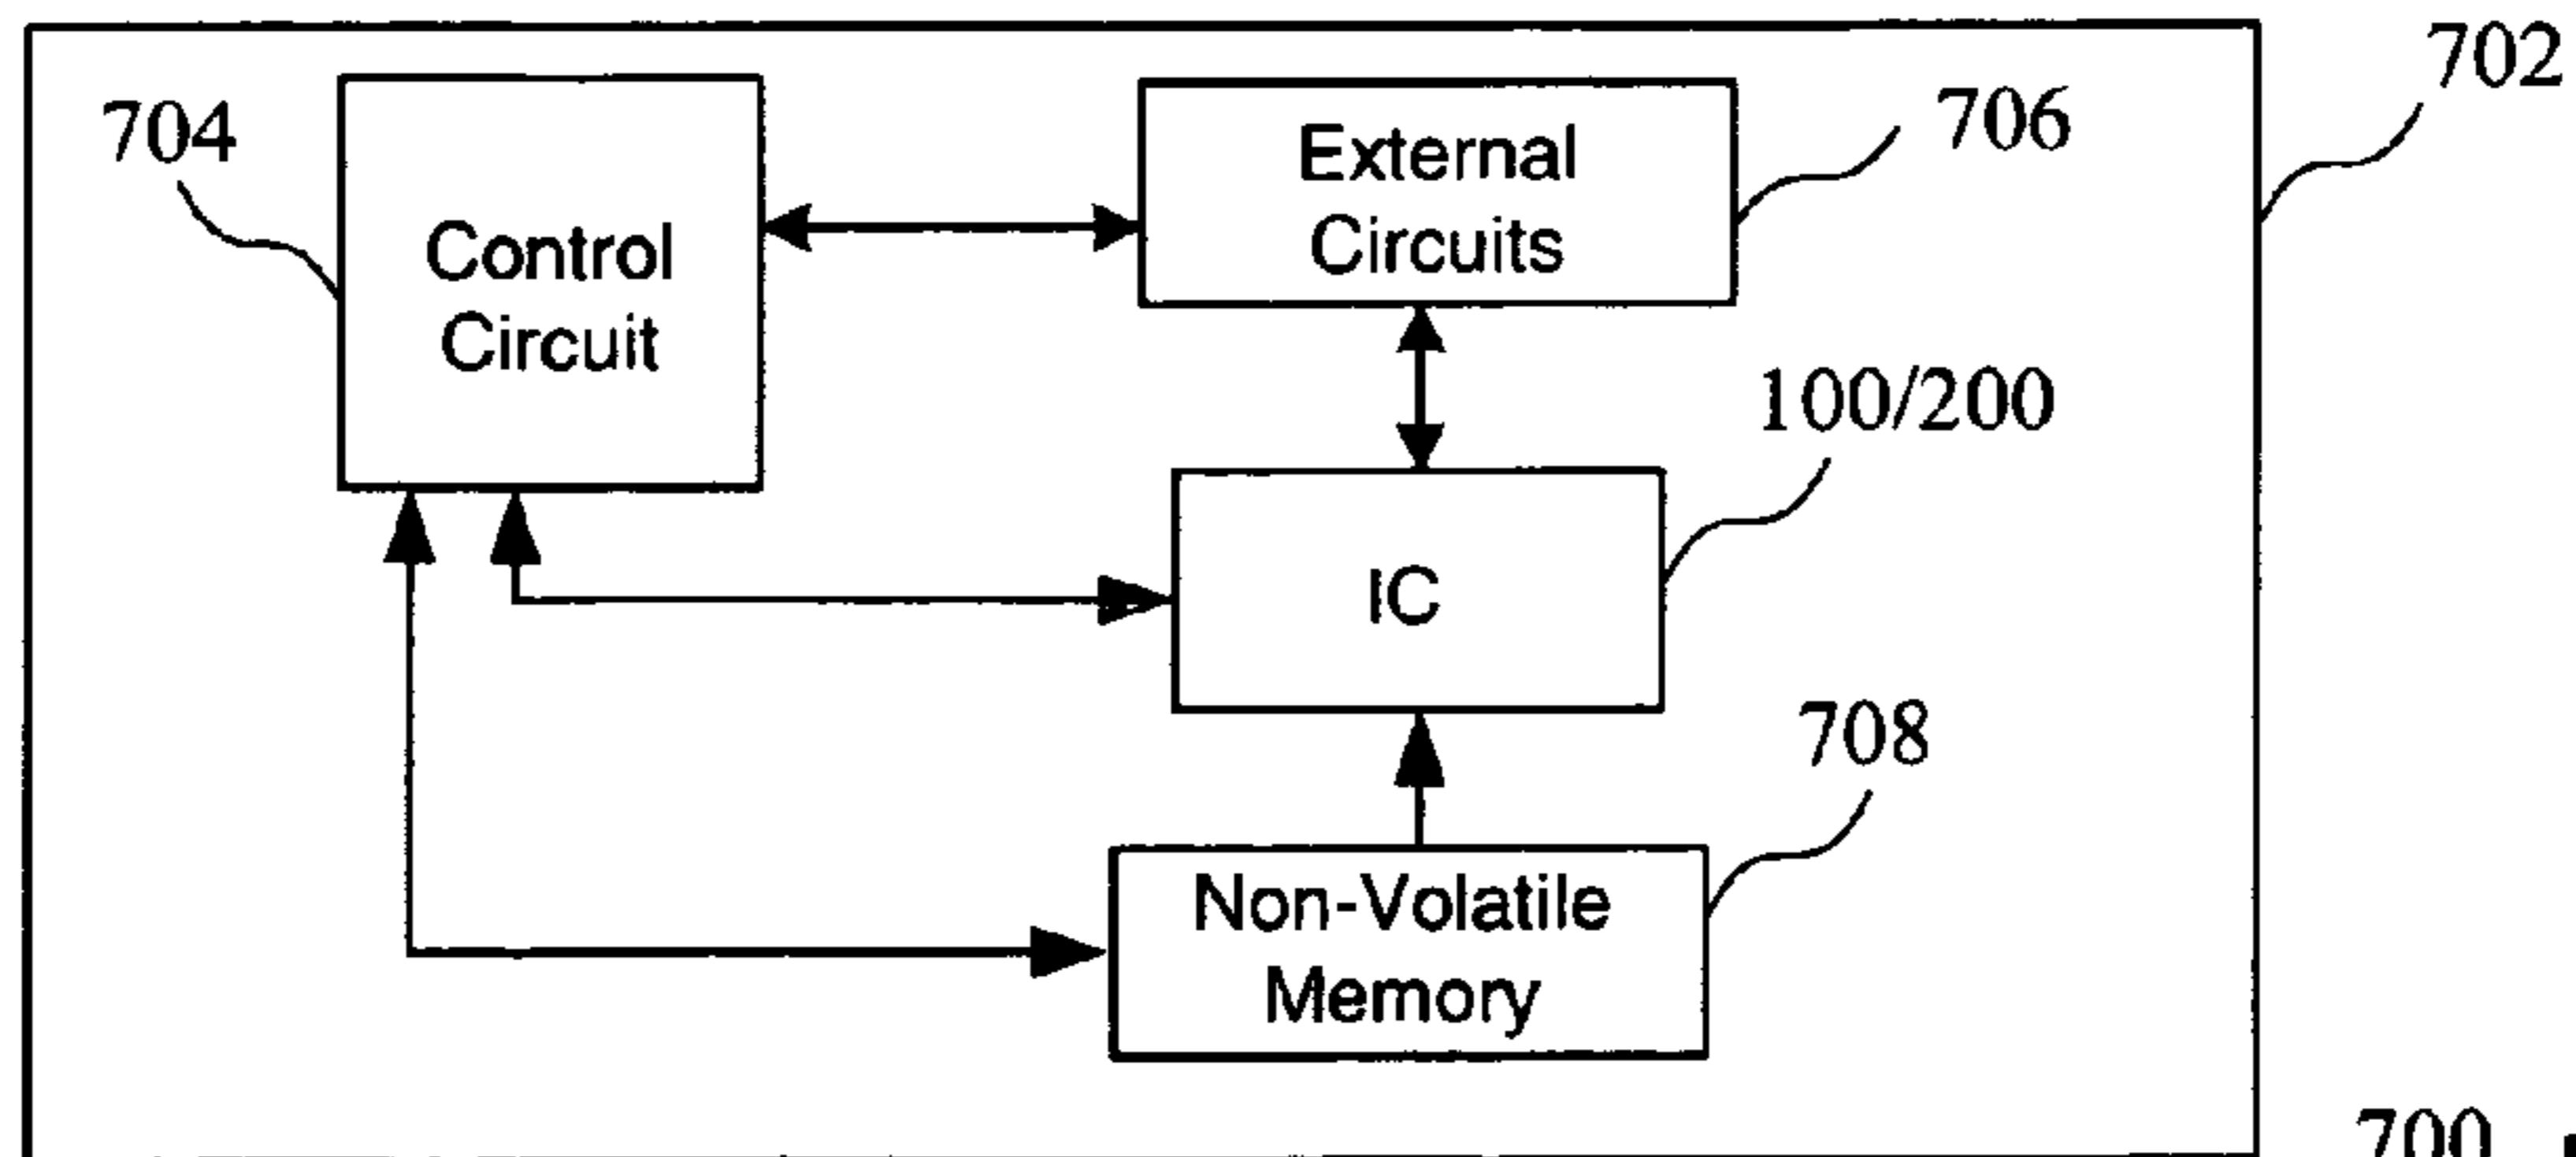 702
704
External
Circuits
706
Control
Circuit
100/200
IC
708
Non-Volatile
Memory
700